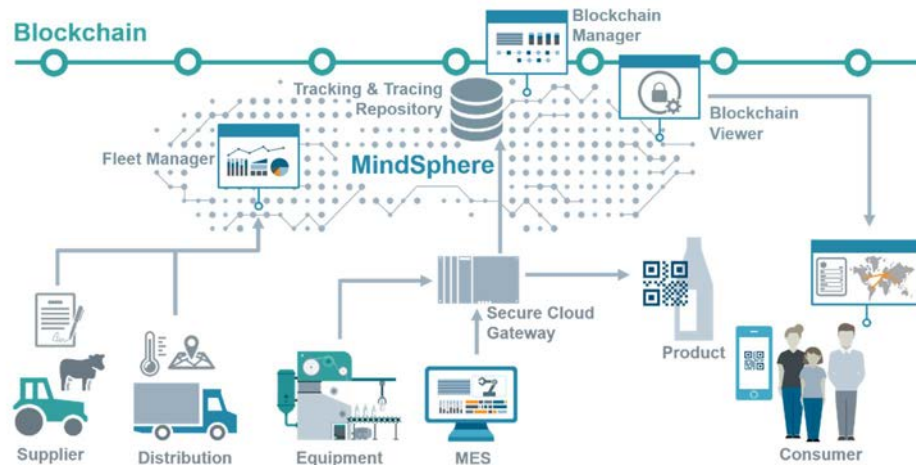 Blockchain
Blockchain
Manager
Tracking & Tracing
Repository
Blockchain
Viewer
Fleet Manager
MindSphere
Secure Cloud
Gateway
Product
Supplier
Distribution
Equipment
MES
Consumer